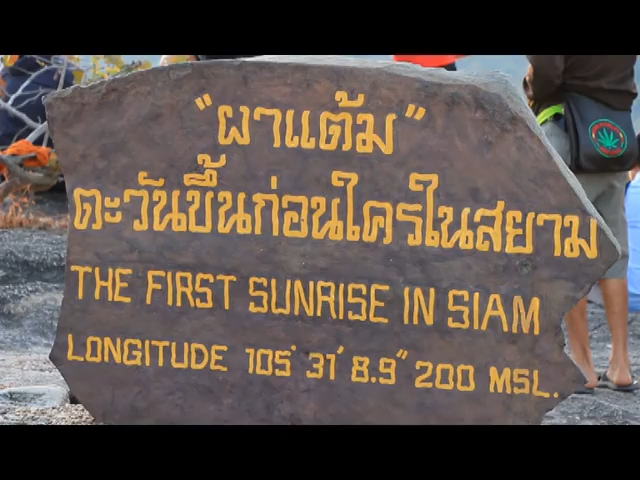 “ผาแต้ม”
ตะวันขึ้นก่อนใครในสยาม
THE FIRST SUNRISE IN SIAM
LONGITUDE 105° 31′ 8.9″ 200 MSL.